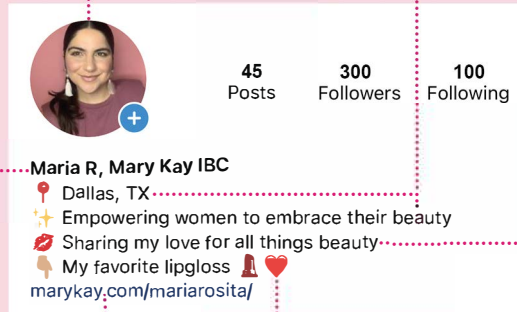 45 300 100
Posts Followers Following
Maria R, Mary Kay IBC
📍 Dallas, TX
✨ Empowering women to embrace their beauty
💋 Sharing my love for all things beauty
👇🏼 My favorite lipgloss 💄 ❤️
marykay.com/mariarosita/